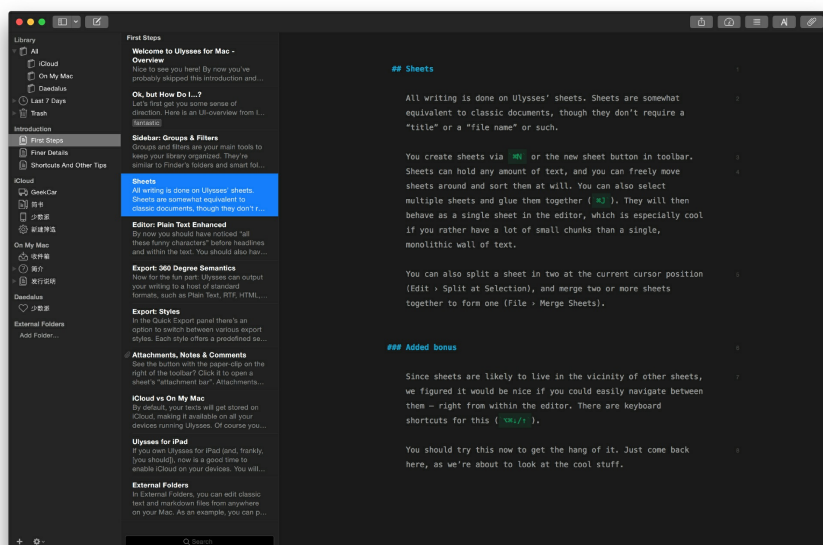 Library
All
iCloud
On My Mac
Daedalus
Last 7 Days
Trash
Introduction
First Steps
Finer Details
Shortcuts And Other Tips
iCloud
GeekCar
简书
少数派
新建筛选
On My Mac
收件箱
简介
发行说明
Daedalus
少数派
External Folders
Add Folder...
First Steps
Welcome to Ulysses for Mac -
Overview
Nice to see you here! By now you've
probably skipped this introduction and...
Ok, but How Do I...?
Let's first get you some sense of
direction. Here is an UI-overview from l...
fantastic
Sidebar: Groups & Filters
Groups and filters are your main tools to
keep your library organized. They're
similar to Finder's folders and smart fol...
Sheets
All writing is done on Ulysses' sheets.
Sheets are somewhat equivalent to
classic documents, though they don't r...
Editor: Plain Text Enhanced
By now you should have noticed "all
these funny characters" before headlines
and within the text. You should also hav...
Export: 360 Degree Semantics
Now for the fun part: Ulysses can output
your writing to a host of standard
formats, such as Plain Text, RTF, HTML,...
Export: Styles
In the Quick Export panel there's an
option to switch between various export
styles. Each style offers a predefined se...
Attachments, Notes & Comments
See the button with the paper-clip on the
right of the toolbar? Click it to open a
sheet's "attachment bar". Attachments...
iCloud vs On My Mac
By default, your texts will get stored on
iCloud, making it available on all your
devices running Ulysses. Of course you...
Ulysses for iPad
If you own Ulysses for iPad (and, frankly,
[you should]), now is a good time to
enable iCloud on your devices. You will...
External Folders
In External Folders, you can edit classic
text and markdown files from anywhere
on your Mac. As an example, you can p...
Search
## Sheets
1
All writing is done on Ulysses' sheets. Sheets are somewhat
2
equivalent to classic documents, though they don't require a
"title" or a "file name" or such.
You create sheets via ⌘N or the new sheet button in toolbar.
3
Sheets can hold any amount of text, and you can freely move
4
sheets around and sort them at will. You can also select
multiple sheets and glue them together ( ⌘J ). They will then
behave as a single sheet in the editor, which is especially cool
if you rather have a lot of small chunks than a single,
monolithic wall of text.
You can also split a sheet in two at the current cursor position
5
(Edit › Split at Selection), and merge two or more sheets
together to form one (File › Merge Sheets).
### Added bonus
6
Since sheets are likely to live in the vicinity of other sheets,
7
we figured it would be nice if you could easily navigate between
them – right from within the editor. There are keyboard
shortcuts for this ( ⌥⌘↓/↑ ).
You should try this now to get the hang of it. Just come back
8
here, as we're about to look at the cool stuff.